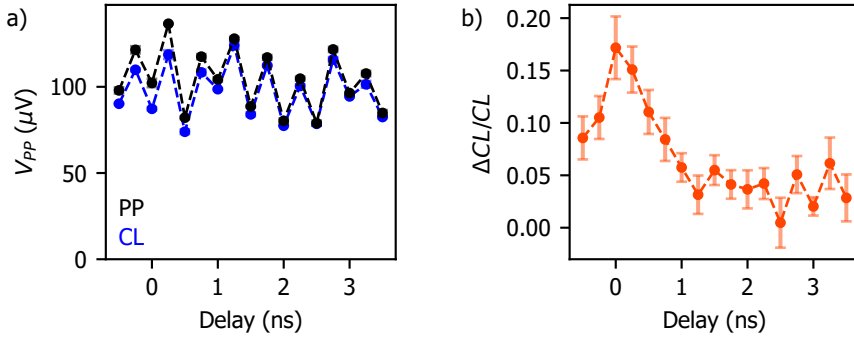 a)
V_PP (μV)
100
50
0
PP
CL
0 1 2 3
Delay (ns)
b)
ΔCL/CL
0.20
0.15
0.10
0.05
0.00
0 1 2 3
Delay (ns)